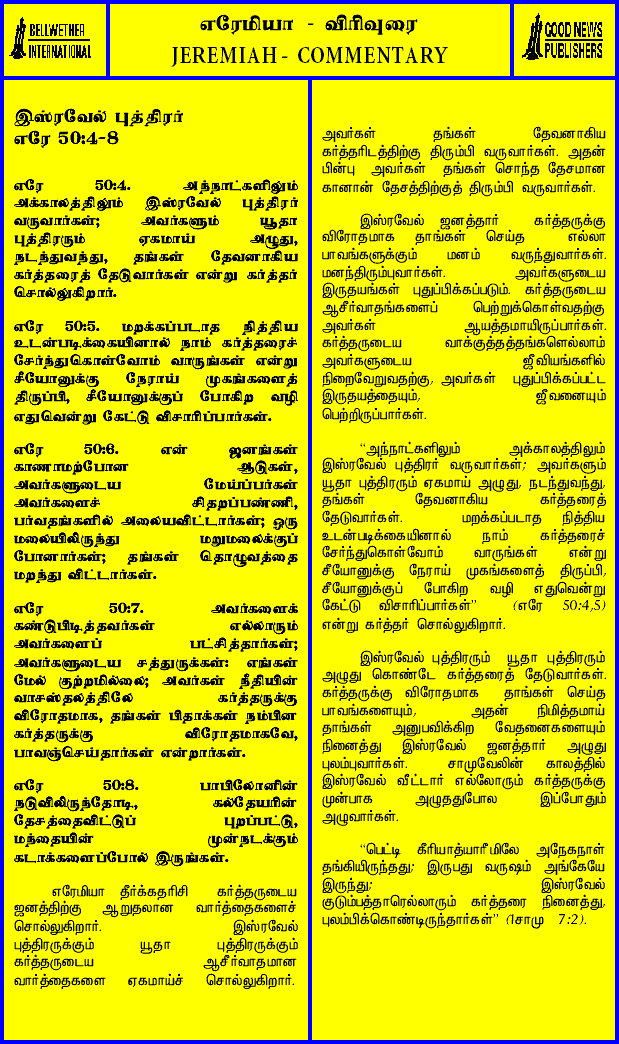 BELLWETHER
INTERNATIONAL
எரேமியா - விரிவுரை
JEREMIAH - COMMENTARY
GOOD NEWS
PUBLISHERS
இஸ்ரவேல் புத்திரர்
எரே 50:4-8
எரே 50:4. அந்நாட்களிலும்
அக்காலத்திலும் இஸ்ரவேல் புத்திரர்
வருவார்கள்; அவர்களும் யூதா
புத்திரரும் ஏகமாய் அழுது,
நடந்துவந்து, தங்கள் தேவனாகிய
கர்த்தரைத் தேடுவார்கள் என்று கர்த்தர்
சொல்லுகிறார்.
எரே 50:5. மறக்கப்படாத நித்திய
உடன்படிக்கையினால் நாம் கர்த்தரைச்
சேர்ந்துகொள்வோம் வாருங்கள் என்று
சீயோனுக்கு நேராய் முகங்களைத்
திருப்பி, சீயோனுக்குப் போகிற வழி
எதுவென்று கேட்டு விசாரிப்பார்கள்.
எரே 50:6. என் ஜனங்கள்
காணாமற்போன ஆடுகள்,
அவர்களுடைய மேய்ப்பர்கள்
அவர்களைச் சிதறப்பண்ணி,
பர்வதங்களில் அலையவிட்டார்கள்; ஒரு
மலையிலிருந்து மறுமலைக்குப்
போனார்கள்; தங்கள் தொழுவத்தை
மறந்து விட்டார்கள்.
எரே 50:7. அவர்களைக்
கண்டுபிடித்தவர்கள் எல்லாரும்
அவர்களைப் பட்சித்தார்கள்;
அவர்களுடைய சத்துருக்கள்: எங்கள்
மேல் குற்றமில்லை; அவர்கள் நீதியின்
வாசஸ்தலத்திலே கர்த்தருக்கு
விரோதமாக, தங்கள் பிதாக்கள் நம்பின
கர்த்தருக்கு விரோதமாகவே,
பாவஞ்செய்தார்கள் என்றார்கள்.
எரே 50:8. பாபிலோனின்
நடுவிலிருந்தோடி, கல்தேயரின்
தேசத்தைவிட்டுப் புறப்பட்டு,
மந்தையின் முன்நடக்கும்
கடாக்களைப்போல் இருங்கள்.
எரேமியா தீர்க்கதரிசி கர்த்தருடைய
ஜனத்திற்கு ஆறுதலான வார்த்தைகளைச்
சொல்லுகிறார். இஸ்ரவேல்
புத்திரருக்கும் யூதா புத்திரருக்கும்
கர்த்தருடைய ஆசீர்வாதமான
வார்த்தைகளை ஏகமாய்ச் சொல்லுகிறார்.
அவர்கள் தங்கள் தேவனாகிய
கர்த்தரிடத்திற்கு திரும்பி வருவார்கள். அதன்
பின்பு அவர்கள் தங்கள் சொந்த தேசமான
கானான் தேசத்திற்குத் திரும்பி வருவார்கள்.
இஸ்ரவேல் ஜனத்தார் கர்த்தருக்கு
விரோதமாக தாங்கள் செய்த எல்லா
பாவங்களுக்கும் மனம் வருந்துவார்கள்.
மனந்திரும்புவார்கள். அவர்களுடைய
இருதயங்கள் புதுப்பிக்கப்படும். கர்த்தருடைய
ஆசீர்வாதங்களைப் பெற்றுக்கொள்வதற்கு
அவர்கள் ஆயத்தமாயிருப்பார்கள்.
கர்த்தருடைய வாக்குத்தத்தங்களெல்லாம்
அவர்களுடைய ஜீவியங்களில்
நிறைவேறுவதற்கு, அவர்கள் புதுப்பிக்கப்பட்ட
இருதயத்தையும், ஜீவனையும்
பெற்றிருப்பார்கள்.
“அந்நாட்களிலும் அக்காலத்திலும்
இஸ்ரவேல் புத்திரர் வருவார்கள்; அவர்களும்
யூதா புத்திரரும் ஏகமாய் அழுது, நடந்துவந்து,
தங்கள் தேவனாகிய கர்த்தரைத்
தேடுவார்கள். மறக்கப்படாத நித்திய
உடன்படிக்கையினால் நாம் கர்த்தரைச்
சேர்ந்துகொள்வோம் வாருங்கள் என்று
சீயோனுக்கு நேராய் முகங்களைத் திருப்பி,
சீயோனுக்குப் போகிற வழி எதுவென்று
கேட்டு விசாரிப்பார்கள்” (எரே 50:4,5)
என்று கர்த்தர் சொல்லுகிறார்.
இஸ்ரவேல் புத்திரரும் யூதா புத்திரரும்
அழுது கொண்டே கர்த்தரைத் தேடுவார்கள்.
கர்த்தருக்கு விரோதமாக தாங்கள் செய்த
பாவங்களையும், அதன் நிமித்தமாய்
தாங்கள் அனுபவிக்கிற வேதனைகளையும்
நினைத்து இஸ்ரவேல் ஜனத்தார் அழுது
புலம்புவார்கள். சாமுவேலின் காலத்தில்
இஸ்ரவேல் வீட்டார் எல்லோரும் கர்த்தருக்கு
முன்பாக அழுததுபோல இப்போதும்
அழுவார்கள்.
“பெட்டி கீரியாத்யாரீமிலே அநேகநாள்
தங்கியிருந்தது; இருபது வருஷம் அங்கேயே
இருந்து; இஸ்ரவேல்
குடும்பத்தாரெல்லாரும் கர்த்தரை நினைத்து,
புலம்பிக்கொண்டிருந்தார்கள்” (1சாமு 7:2).